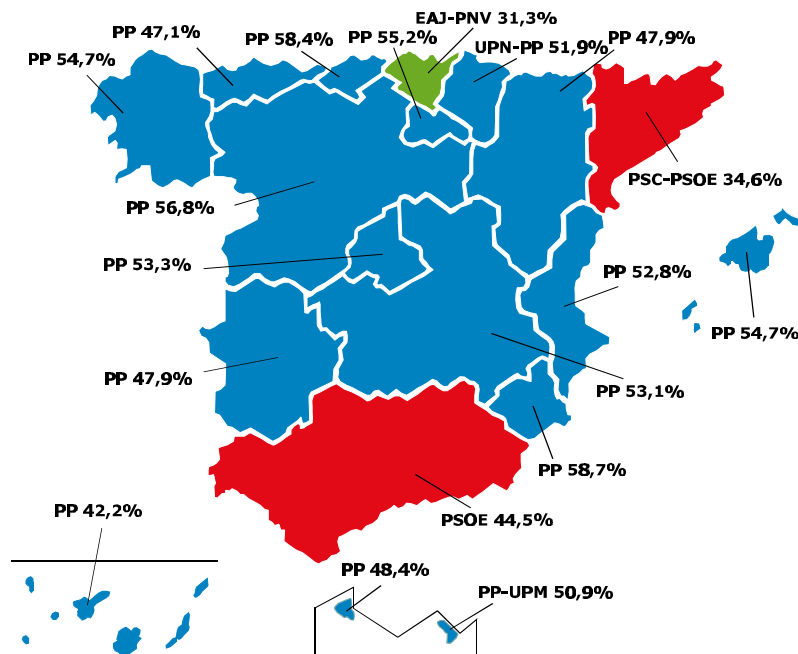 EAJ-PNV 31,3%
PP 47,1%
PP 58,4%
PP 55,2%
UPN-PP 51,9%
PP 47,9%
PP 54,7%
PSC-PSOE 34,6%
PP 56,8%
PP 53,3%
PP 52,8%
PP 54,7%
PP 47,9%
PP 53,1%
PP 58,7%
PP 42,2%
PSOE 44,5%
PP 48,4%
PP-UPM 50,9%